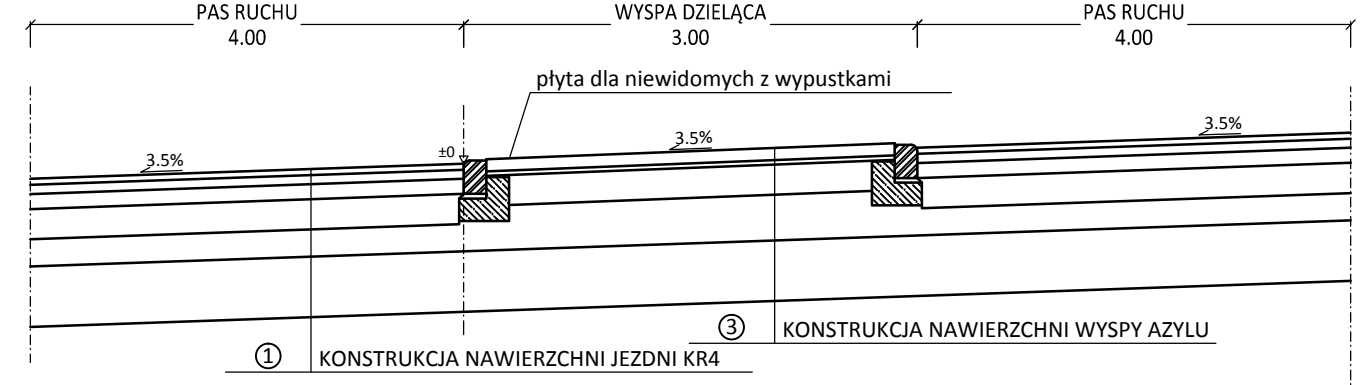 PAS RUCHU
WYSPA DZIELĄCA
PAS RUCHU
4.00
3.00
4.00
płyta dla niewidomych z wypustkami
3.5%
±0
3.5%
3.5%
③ KONSTRUKCJA NAWIERZCHNI WYSPY AZYLU
① KONSTRUKCJA NAWIERZCHNI JEZDNI KR4